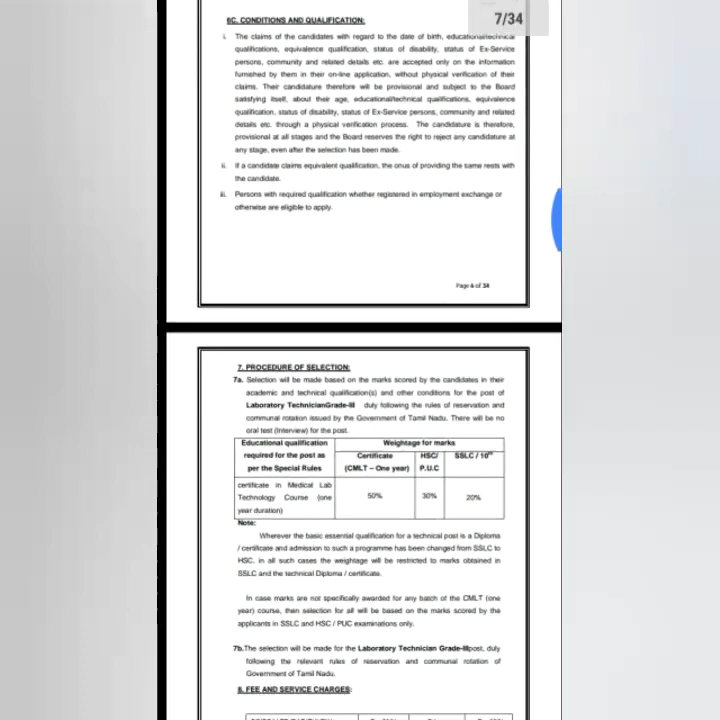 7/34
6C. CONDITIONS AND QUALIFICATION:
i. The claims of the candidates with regard to the date of birth, educational/technical
qualifications, equivalence qualification, status of disability, status of Ex-Service
persons, community and related details etc. are accepted only on the information
furnished by them in their on-line application, without physical verification of their
claims. Their candidature therefore will be provisional and subject to the Board
satisfying itself, about their age, educational/technical qualifications, equivalence
qualification, status of disability, status of Ex-Service persons, community and related
details etc. through a physical verification process. The candidature is therefore,
provisional at all stages and the Board reserves the right to reject any candidature at
any stage, even after the selection has been made.
ii. If a candidate claims equivalent qualification, the onus of providing the same rests with
the candidate.
iii. Persons with required qualification whether registered in employment exchange or
otherwise are eligible to apply.
Page 6 of 34
7. PROCEDURE OF SELECTION:
7a. Selection will be made based on the marks scored by the candidates in their
academic and technical qualification(s) and other conditions for the post of
Laboratory TechnicianGrade-III duly following the rules of reservation and
communal rotation issued by the Government of Tamil Nadu. There will be no
oral test (Interview) for the post.
Educational qualification Weightage for marks
required for the post as Certificate HSC/ SSLC / 10th
per the Special Rules (CMLT – One year) P.U.C
certificate in Medical Lab
Technology Course (one 50% 30% 20%
year duration)
Note:
Wherever the basic essential qualification for a technical post is a Diploma
/ certificate and admission to such a programme has been changed from SSLC to
HSC, in all such cases the weightage will be restricted to marks obtained in
SSLC and the technical Diploma / certificate.
In case marks are not specifically awarded for any batch of the CMLT (one
year) course, then selection for all will be based on the marks scored by the
applicants in SSLC and HSC / PUC examinations only.
7b.The selection will be made for the Laboratory Technician Grade-IIIpost, duly
following the relevant rules of reservation and communal rotation of
Government of Tamil Nadu.
8. FEE AND SERVICE CHARGES: